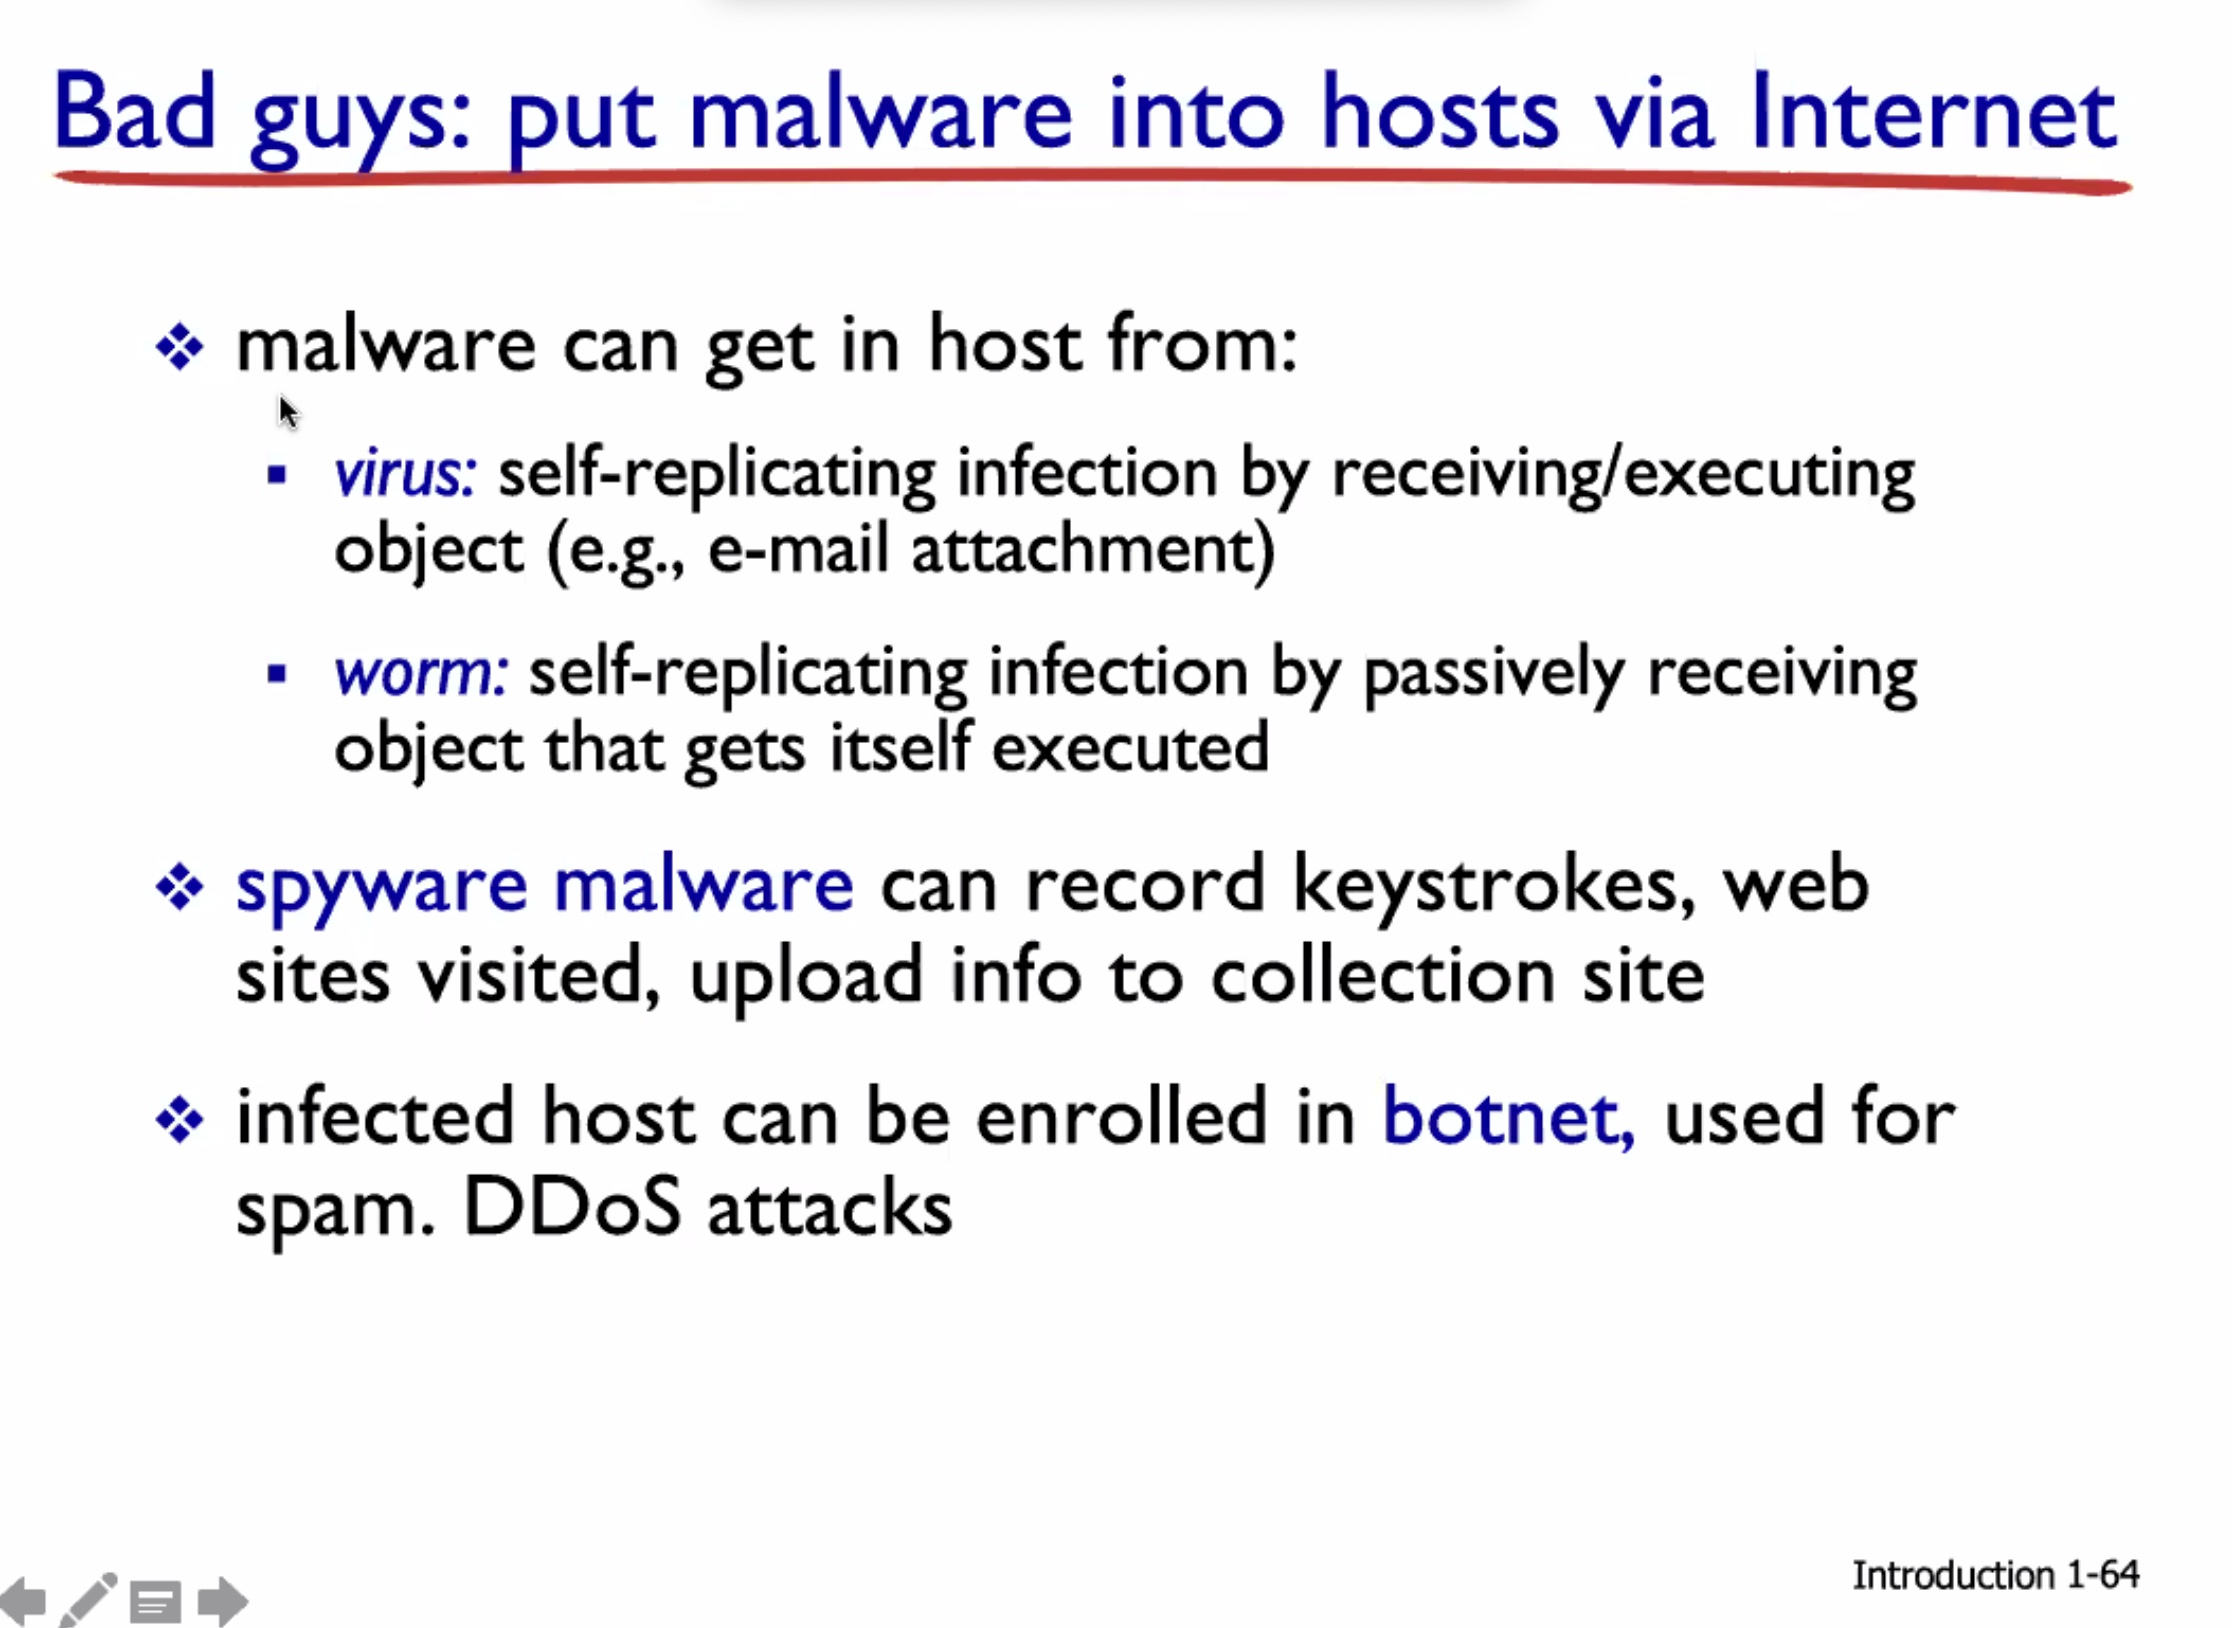 Bad guys: put malware into hosts via Internet
malware can get in host from:
virus: self-replicating infection by receiving/executing
object (e.g., e-mail attachment)
worm: self-replicating infection by passively receiving
object that gets itself executed
spyware malware can record keystrokes, web
sites visited, upload info to collection site
infected host can be enrolled in botnet, used for
spam. DDoS attacks
Introduction 1-64